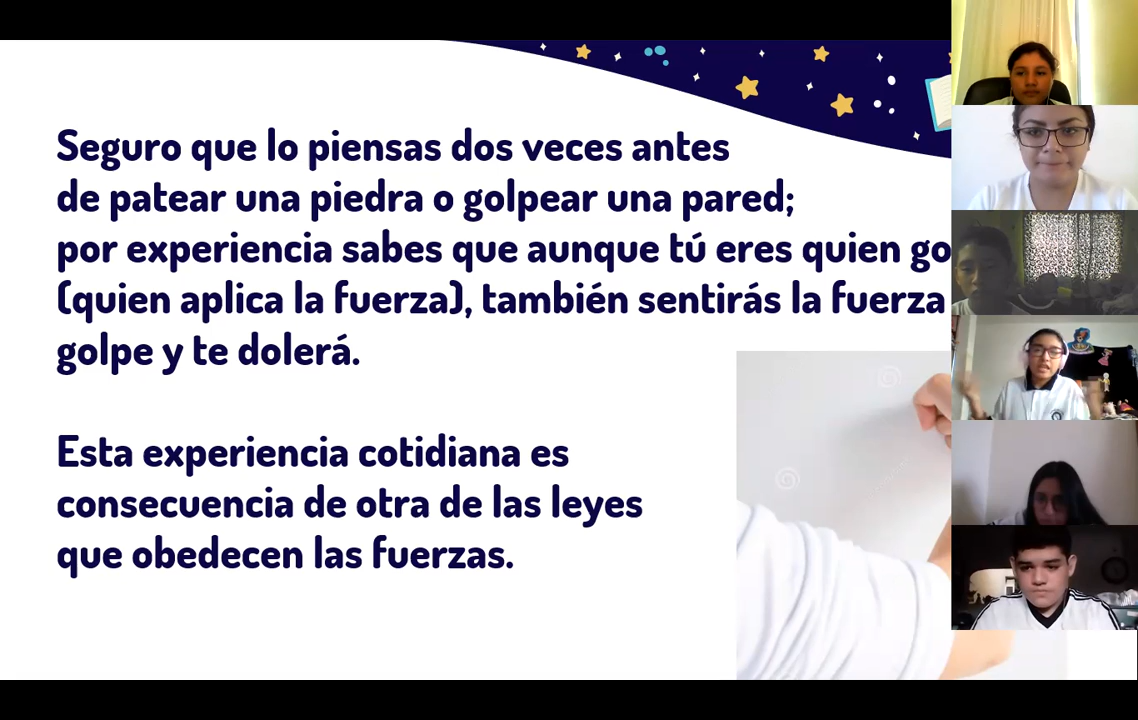 Seguro que lo piensas dos veces antes
de patear una piedra o golpear una pared;
por experiencia sabes que aunque tú eres quien
(quien aplica la fuerza), también sentirás la fuerza
golpe y te dolerá.
Esta experiencia cotidiana es
consecuencia de otra de las leyes
que obedecen las fuerzas.